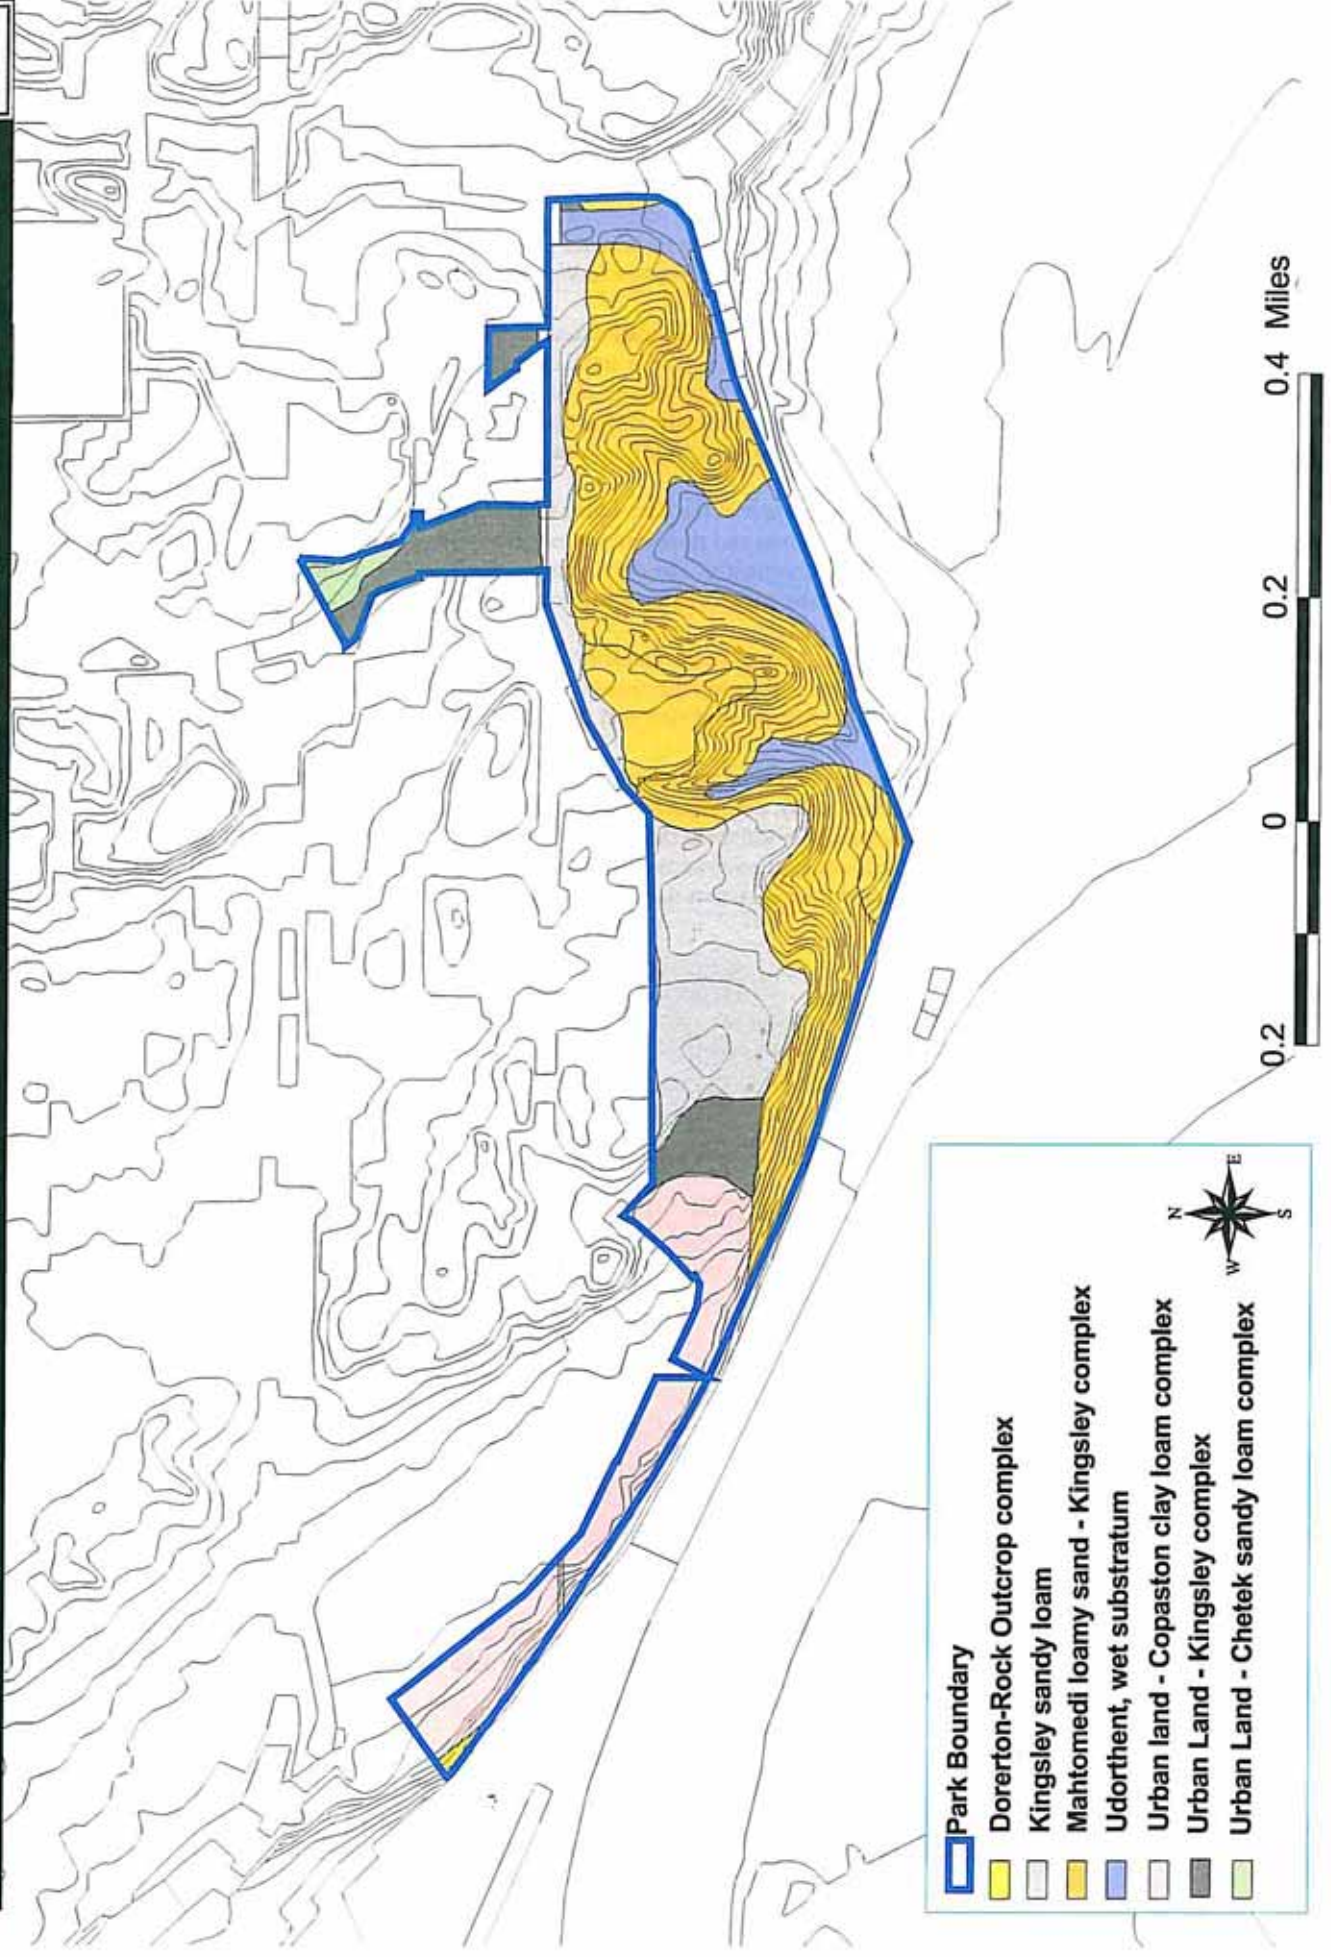 Park Boundary
Dorerton-Rock Outcrop complex
Kingsley sandy loam
Mahtomedi loamy sand - Kingsley complex
Udorthent, wet substratum
Urban land - Copaston clay loam complex
Urban Land - Kingsley complex
Urban Land - Chetek sandy loam complex
N
W
E
S
0.2 0 0.2 0.4 Miles